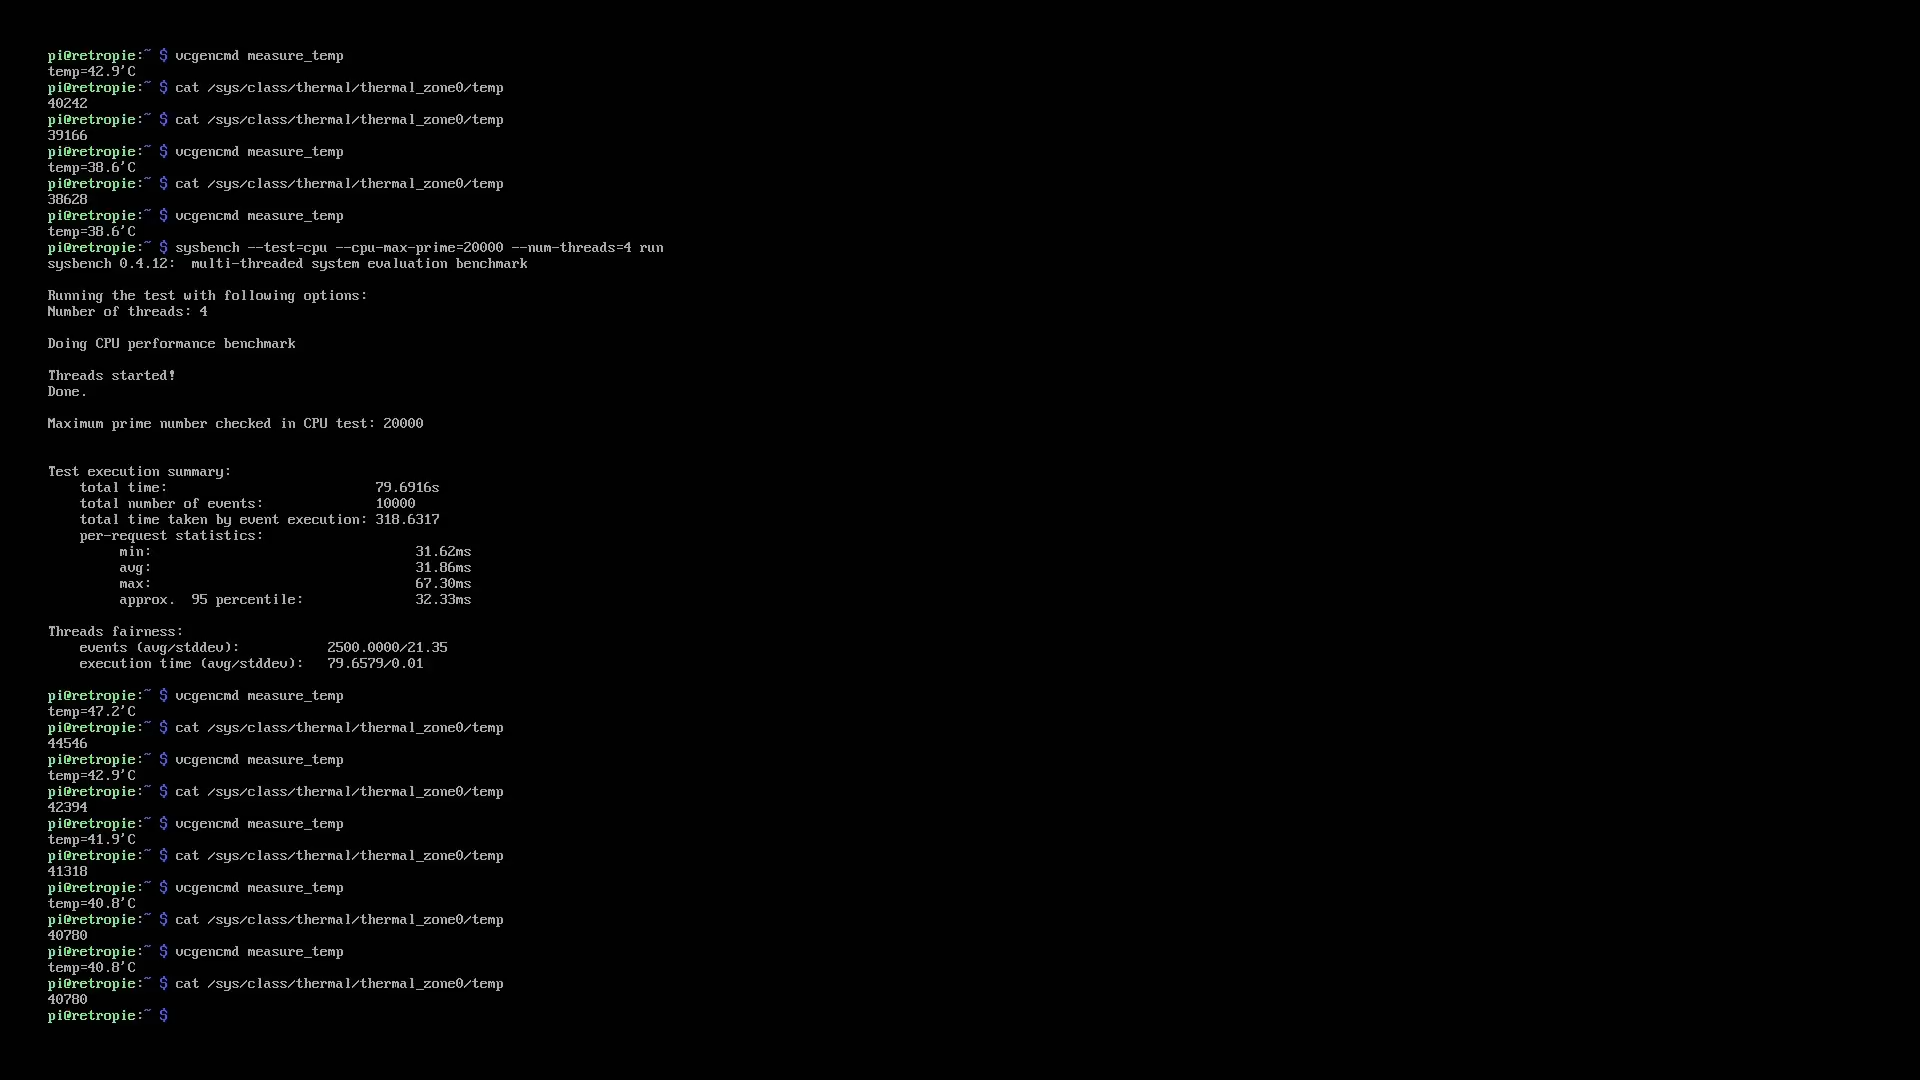 pi@retropie:~ $ vcgencmd measure_temp
temp=42.9'C
pi@retropie:~ $ cat /sys/class/thermal/thermal_zone0/temp
40242
pi@retropie:~ $ cat /sys/class/thermal/thermal_zone0/temp
39166
pi@retropie:~ $ vcgencmd measure_temp
temp=38.6'C
pi@retropie:~ $ cat /sys/class/thermal/thermal_zone0/temp
38628
pi@retropie:~ $ vcgencmd measure_temp
temp=38.6'C
pi@retropie:~ $ sysbench --test=cpu --cpu-max-prime=20000 --num-threads=4 run
sysbench 0.4.12:  multi-threaded system evaluation benchmark

Running the test with following options:
Number of threads: 4

Doing CPU performance benchmark

Threads started!
Done.

Maximum prime number checked in CPU test: 20000


Test execution summary:
    total time:                          79.6916s
    total number of events:              10000
    total time taken by event execution: 318.6317
    per-request statistics:
         min:                                 31.62ms
         avg:                                 31.86ms
         max:                                 67.30ms
         approx.  95 percentile:              32.33ms

Threads fairness:
    events (avg/stddev):           2500.0000/21.35
    execution time (avg/stddev):   79.6579/0.01

pi@retropie:~ $ vcgencmd measure_temp
temp=47.2'C
pi@retropie:~ $ cat /sys/class/thermal/thermal_zone0/temp
44546
pi@retropie:~ $ vcgencmd measure_temp
temp=42.9'C
pi@retropie:~ $ cat /sys/class/thermal/thermal_zone0/temp
42394
pi@retropie:~ $ vcgencmd measure_temp
temp=41.9'C
pi@retropie:~ $ cat /sys/class/thermal/thermal_zone0/temp
41318
pi@retropie:~ $ vcgencmd measure_temp
temp=40.8'C
pi@retropie:~ $ cat /sys/class/thermal/thermal_zone0/temp
40780
pi@retropie:~ $ vcgencmd measure_temp
temp=40.8'C
pi@retropie:~ $ cat /sys/class/thermal/thermal_zone0/temp
40780
pi@retropie:~ $